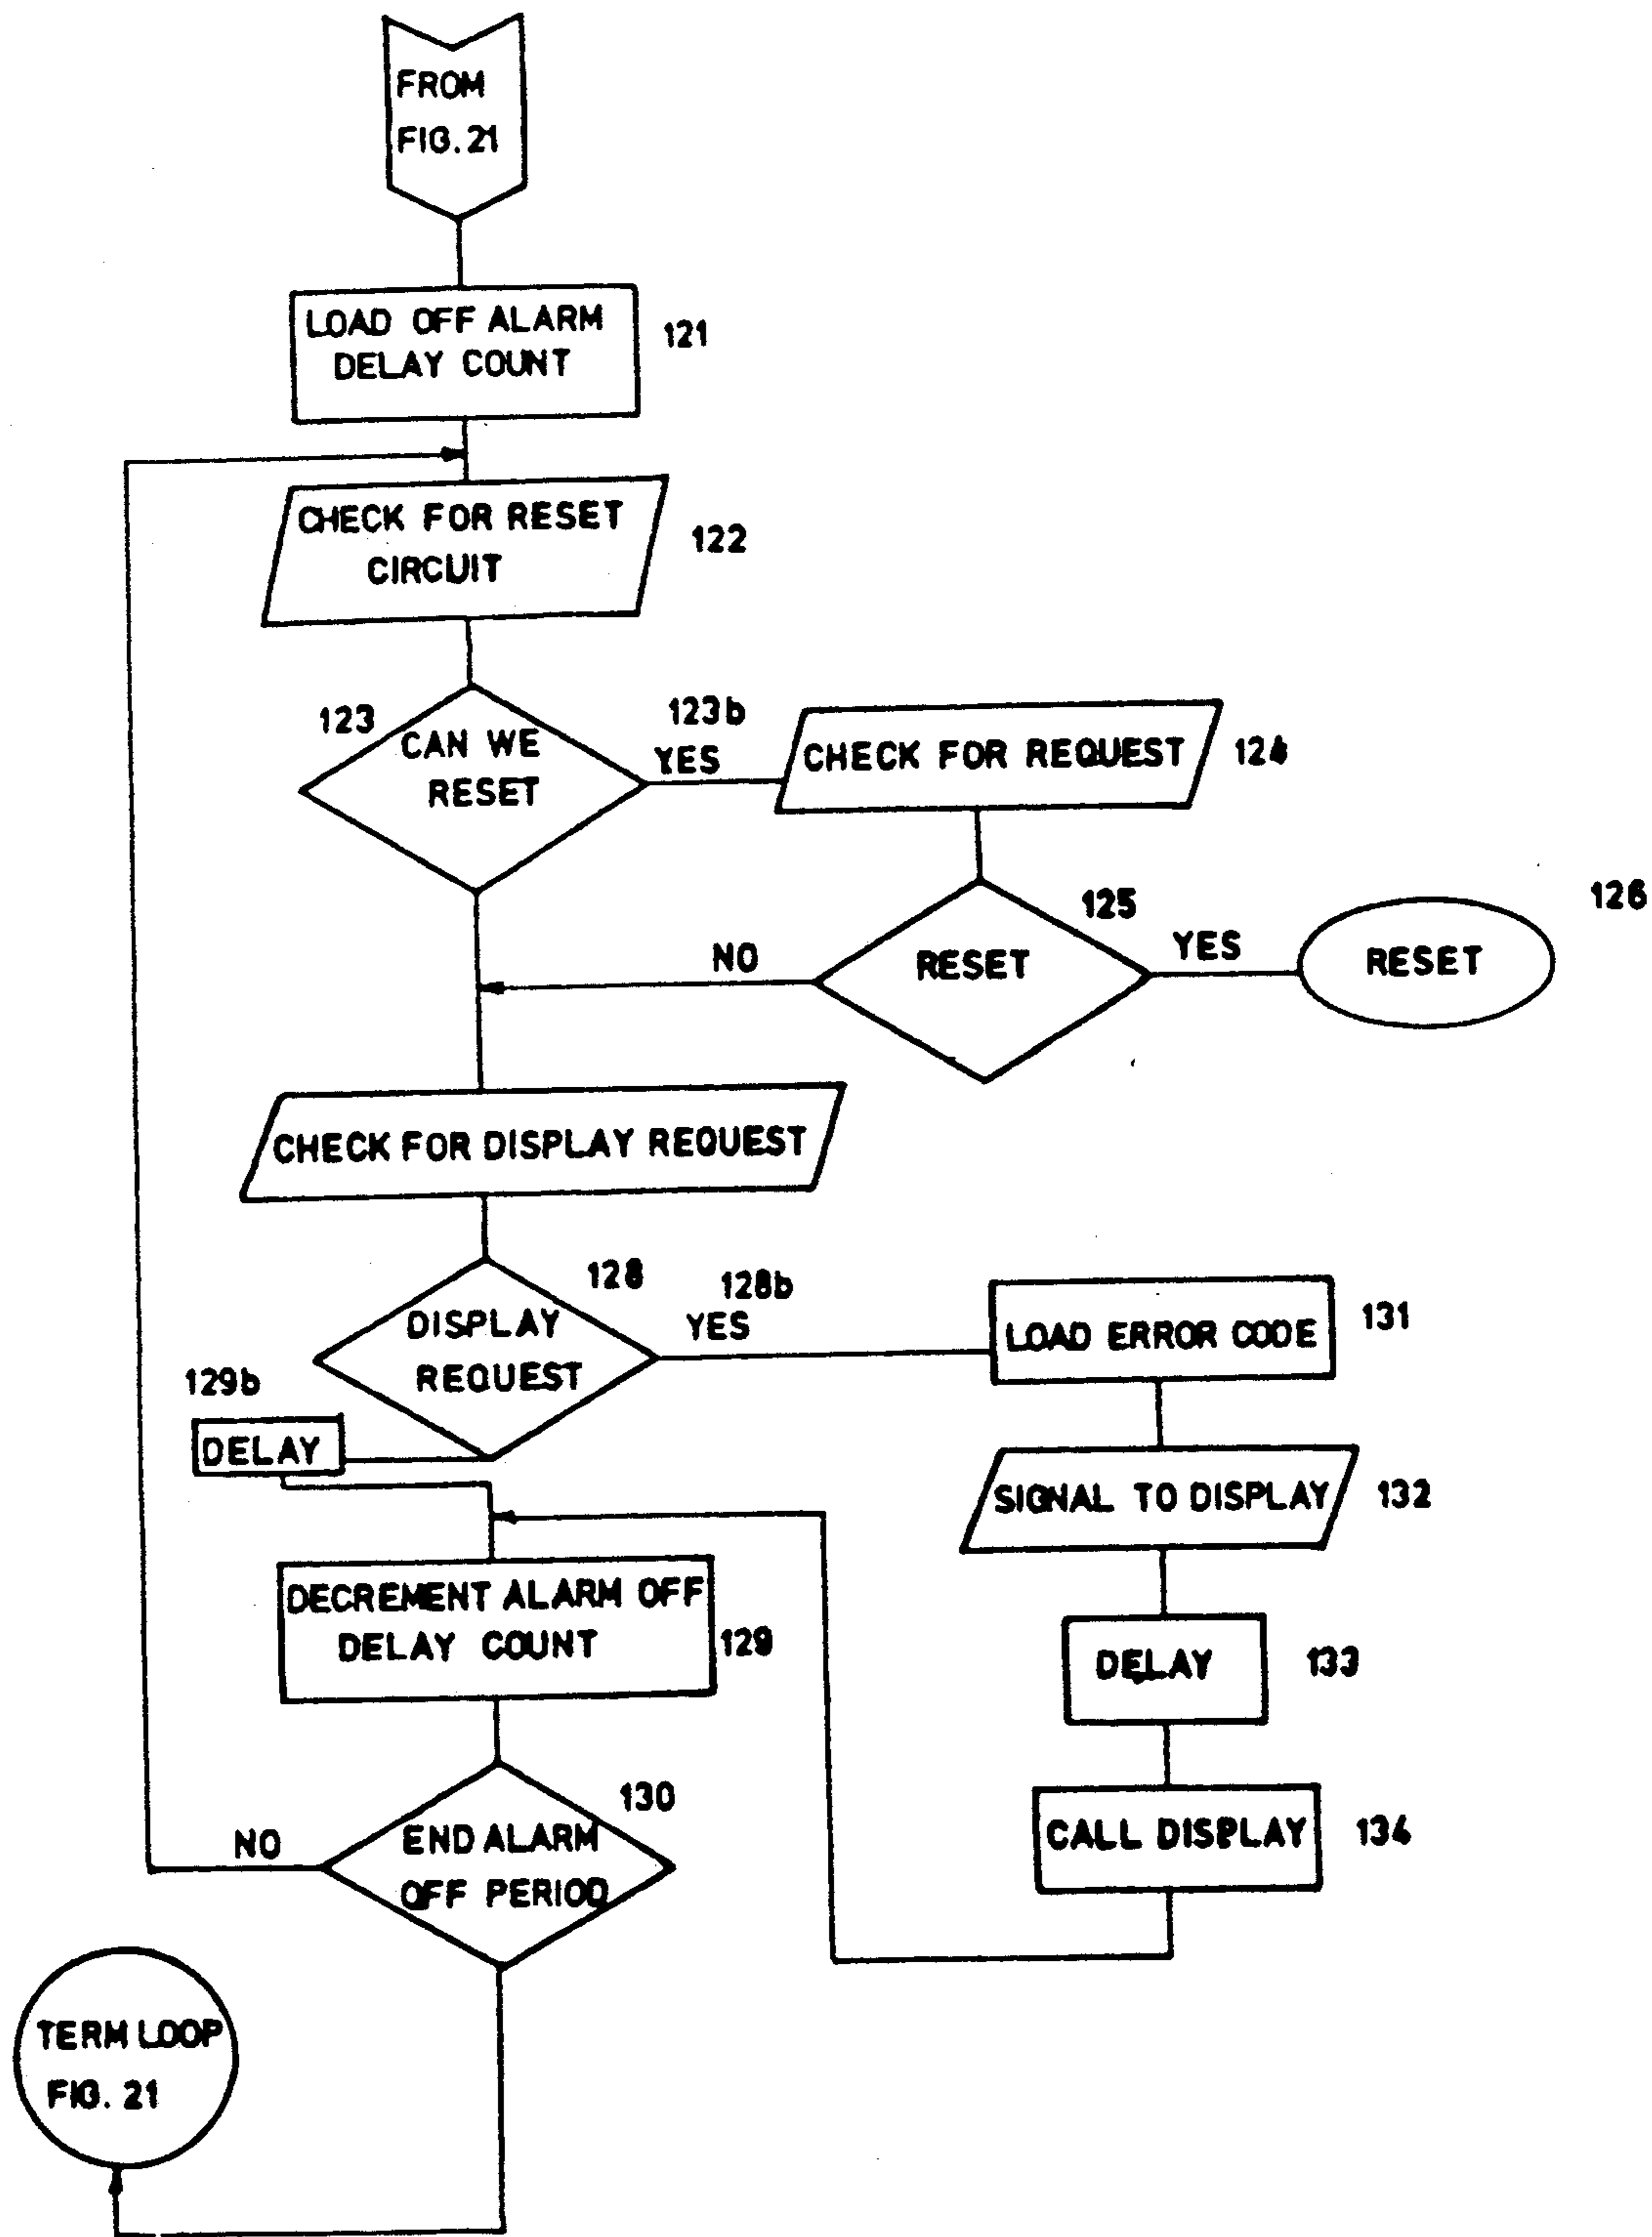 FROM
FIG. 21
LOAD OFF ALARM
DELAY COUNT
121
CHECK FOR RESET
CIRCUIT
122
123
CAN WE
RESET
123b
YES
CHECK FOR REQUEST
124
125
RESET
NO
YES
126
RESET
CHECK FOR DISPLAY REQUEST
128
DISPLAY
REQUEST
128b
YES
LOAD ERROR CODE
131
129b
DELAY
SIGNAL TO DISPLAY
132
DECREMENT ALARM OFF
DELAY COUNT
129
DELAY
133
130
END ALARM
OFF PERIOD
NO
CALL DISPLAY
134
TERM LOOP
FIG. 21